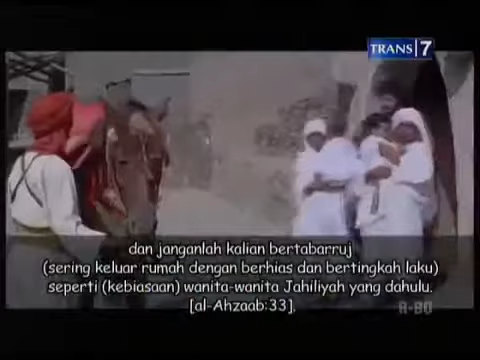 TRANS 7
dan janganlah kalian bertabarruj
(sering keluar rumah dengan berhias dan bertingkah laku)
seperti (kebiasaan) wanita-wanita Jahiliyah yang dahulu.
[al-Ahzaab:33].
A-BQ